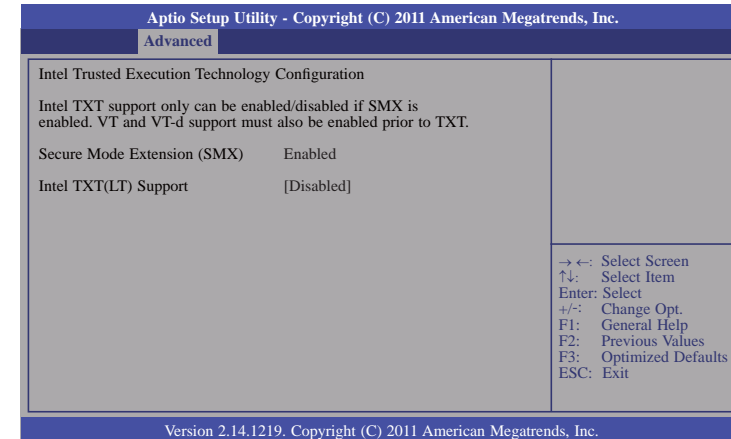 Aptio Setup Utility - Copyright (C) 2011 American Megatrends, Inc.
Advanced
Intel Trusted Execution Technology Configuration
Intel TXT support only can be enabled/disabled if SMX is
enabled. VT and VT-d support must also be enabled prior to TXT.
Secure Mode Extension (SMX) Enabled
Intel TXT(LT) Support [Disabled]
→ ←: Select Screen
↑↓: Select Item
Enter: Select
+/-: Change Opt.
F1: General Help
F2: Previous Values
F3: Optimized Defaults
ESC: Exit
Version 2.14.1219. Copyright (C) 2011 American Megatrends, Inc.